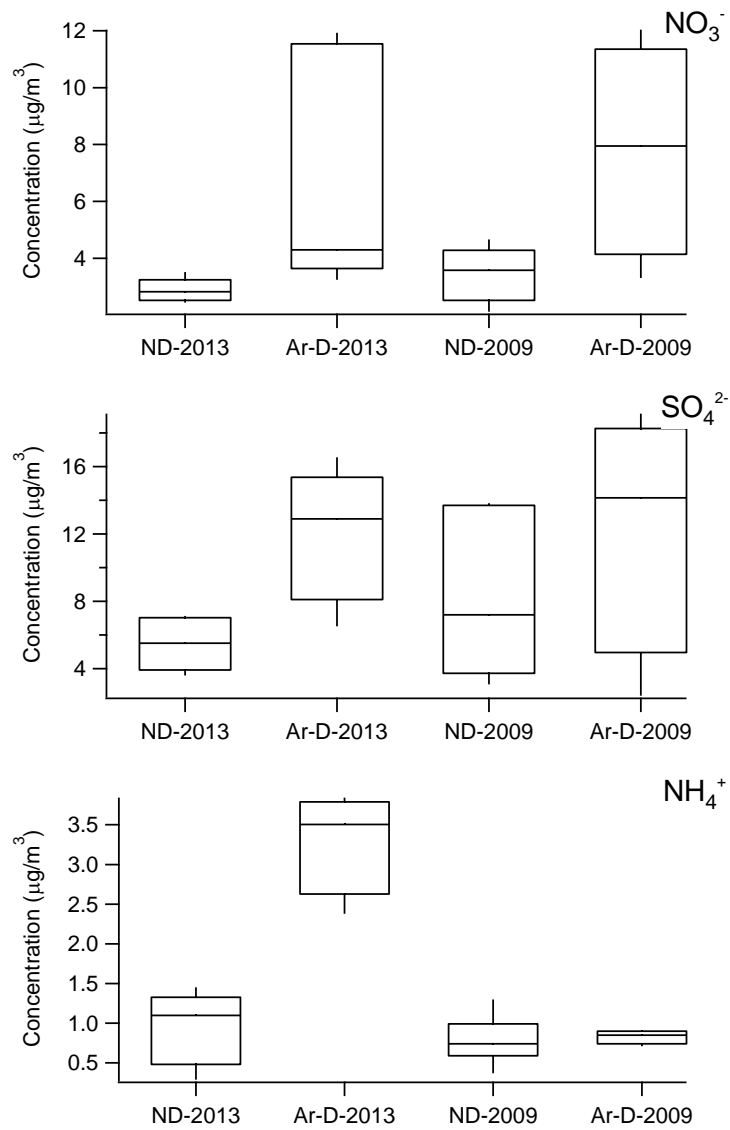 NO₃⁻
Concentration (μg/m³)
12
10
8
6
4
ND-2013 Ar-D-2013 ND-2009 Ar-D-2009
SO₄²⁻
Concentration (μg/m³)
16
12
8
4
ND-2013 Ar-D-2013 ND-2009 Ar-D-2009
NH₄⁺
Concentration (μg/m³)
3.5
3.0
2.5
2.0
1.5
1.0
0.5
ND-2013 Ar-D-2013 ND-2009 Ar-D-2009